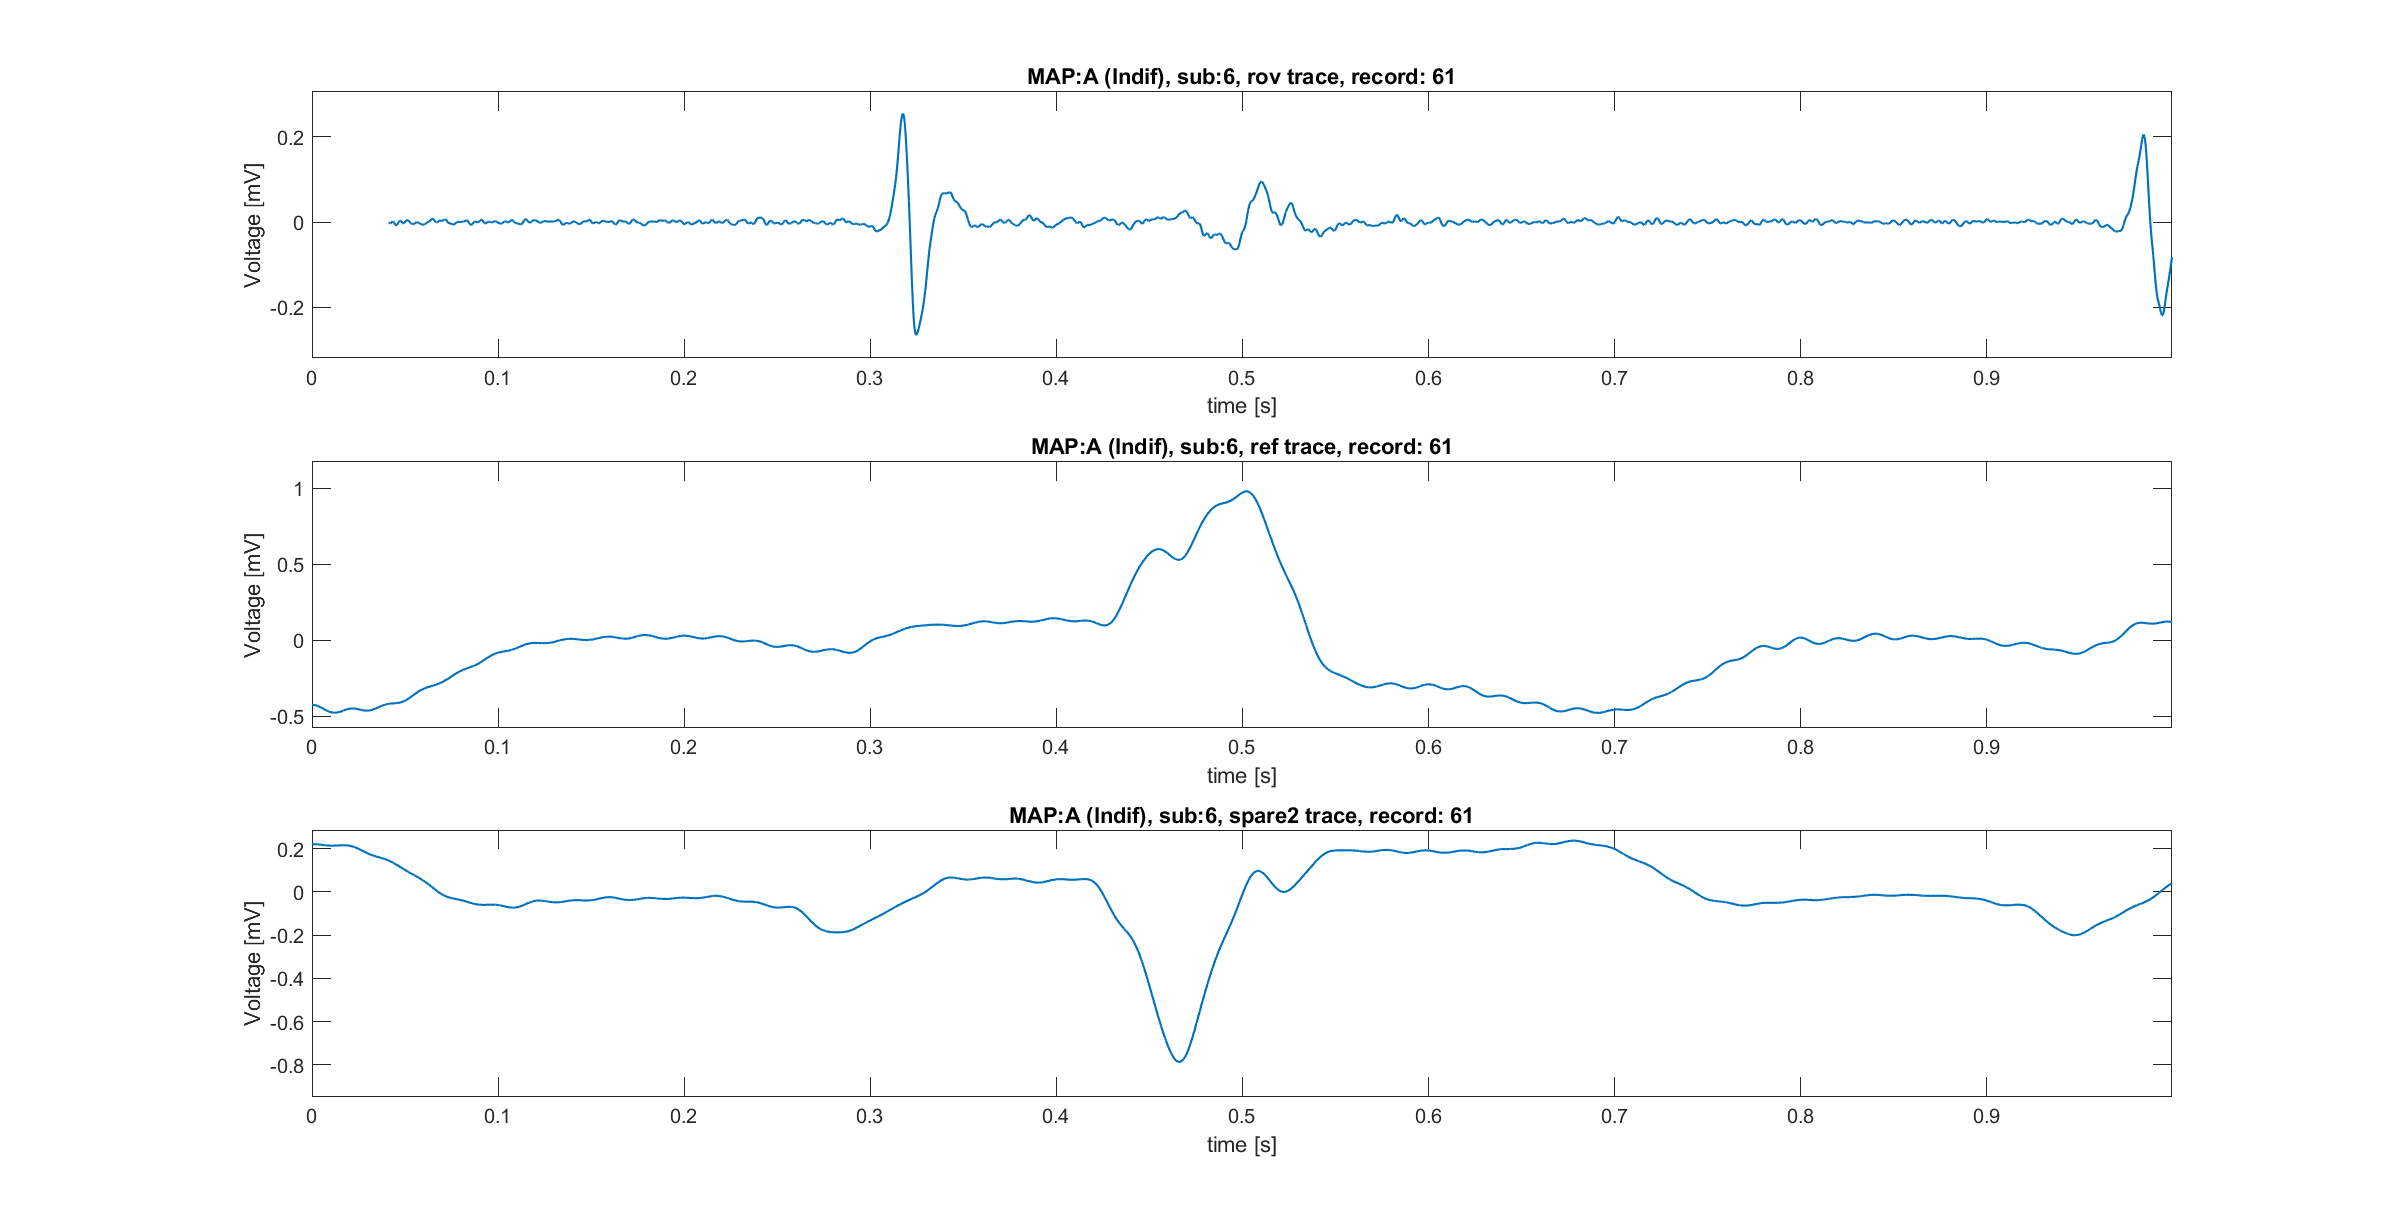 MAP:A (Indif), sub:6, rov trace, record: 61
Voltage [mV]
0.2
0
-0.2
0 0.1 0.2 0.3 0.4 0.5 0.6 0.7 0.8 0.9
time [s]
MAP:A (Indif), sub:6, ref trace, record: 61
Voltage [mV]
1
0.5
0
-0.5
0 0.1 0.2 0.3 0.4 0.5 0.6 0.7 0.8 0.9
time [s]
MAP:A (Indif), sub:6, spare2 trace, record: 61
Voltage [mV]
0.2
0
-0.2
-0.4
-0.6
-0.8
0 0.1 0.2 0.3 0.4 0.5 0.6 0.7 0.8 0.9
time [s]